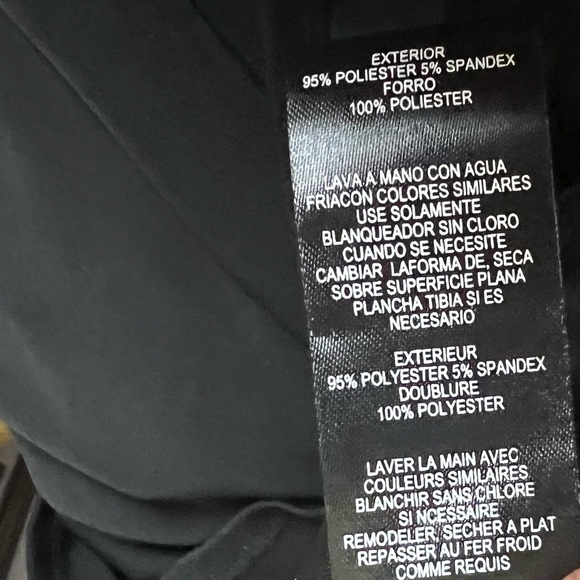 EXTERIOR
95% POLIESTER 5% SPANDEX
FORRO
100% POLIESTER
LAVA A MANO CON AGUA
FRIACON COLORES SIMILARES
USE SOLAMENTE
BLANQUEADOR SIN CLORO
CUANDO SE NECESITE
CAMBIAR LAFORMA DE. SECA
SOBRE SUPERFICIE PLANA
PLANCHA TIBIA SI ES
NECESARIO
EXTERIEUR
95% POLYESTER 5% SPANDEX
DOUBLURE
100% POLYESTER
LAVER LA MAIN AVEC
COULEURS SIMILAIRES
BLANCHIR SANS CHLORE
SI NCESSAIRE
REMODELER, SECHER A PLAT
REPASSER AU FER FROID
COMME REQUIS